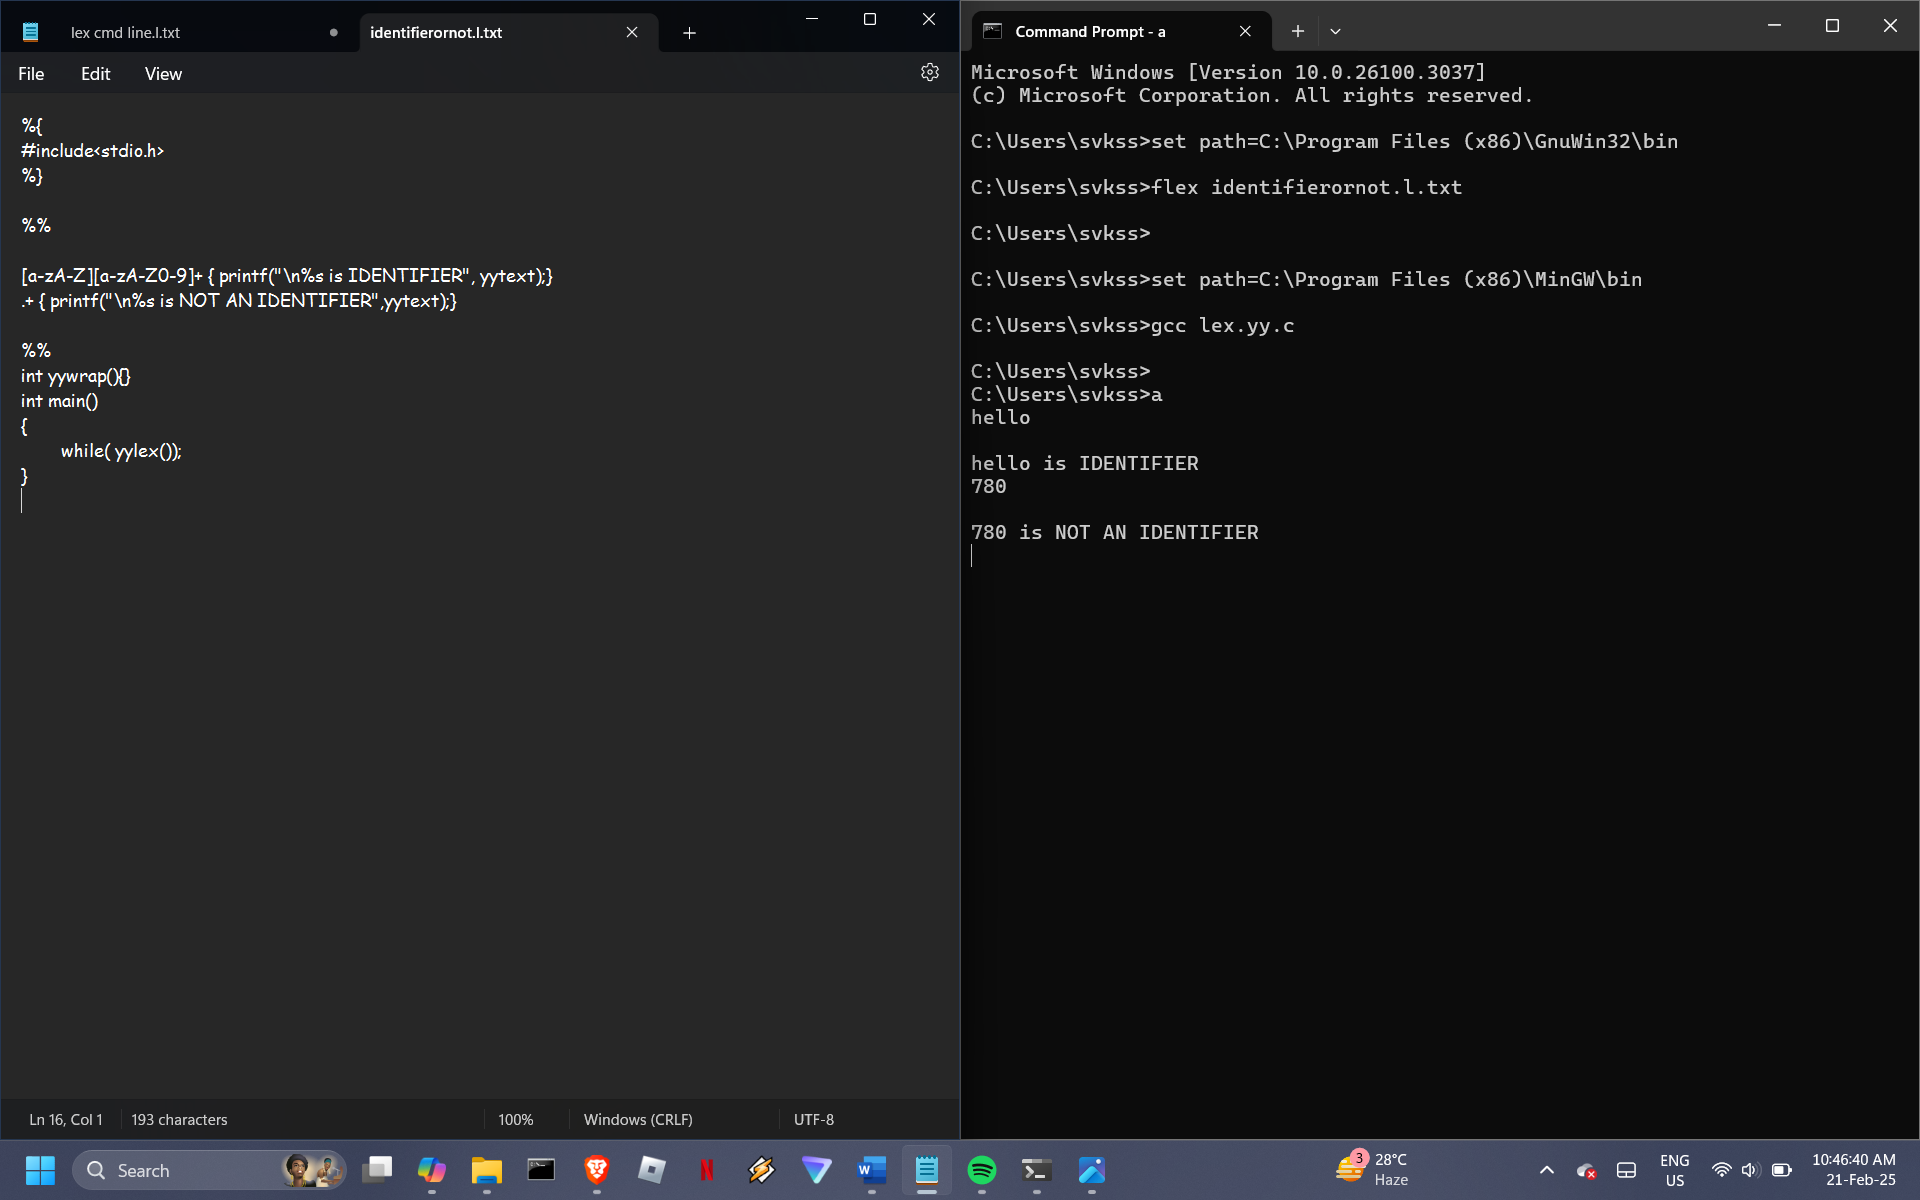 lex cmd line.l.txt
identifierornot.l.txt
File Edit View
%{
#include<stdio.h>
%}
%%
[a-zA-Z][a-zA-Z0-9]+ { printf("\n%s is IDENTIFIER", yytext);}
.+ { printf("\n%s is NOT AN IDENTIFIER",yytext);}
%%
int yywrap(){}
int main()
{
while( yylex());
}
Ln 16, Col 1 193 characters 100% Windows (CRLF) UTF-8
Command Prompt - a
Microsoft Windows [Version 10.0.26100.3037]
(c) Microsoft Corporation. All rights reserved.
C:\Users\svkss>set path=C:\Program Files (x86)\GnuWin32\bin
C:\Users\svkss>flex identifierornot.l.txt
C:\Users\svkss>
C:\Users\svkss>set path=C:\Program Files (x86)\MinGW\bin
C:\Users\svkss>gcc lex.yy.c
C:\Users\svkss>
C:\Users\svkss>a
hello
hello is IDENTIFIER
780
780 is NOT AN IDENTIFIER
Search
3
28°C
Haze
ENG
US
10:46:40 AM
21-Feb-25